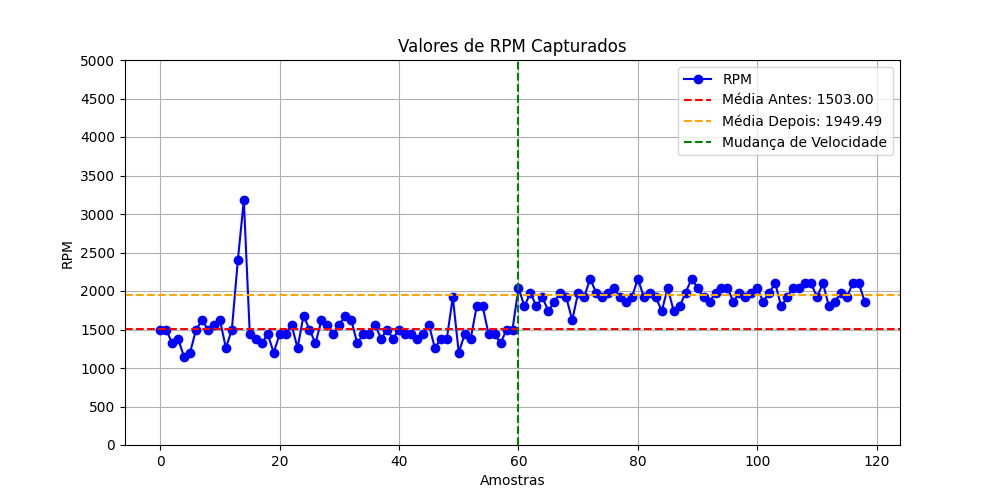 Valores de RPM Capturados
5000
4500
4000
3500
3000
2500
2000
1500
1000
500
0
RPM
RPM
Média Antes: 1503.00
Média Depois: 1949.49
Mudança de Velocidade
0 20 40 60 80 100 120
Amostras